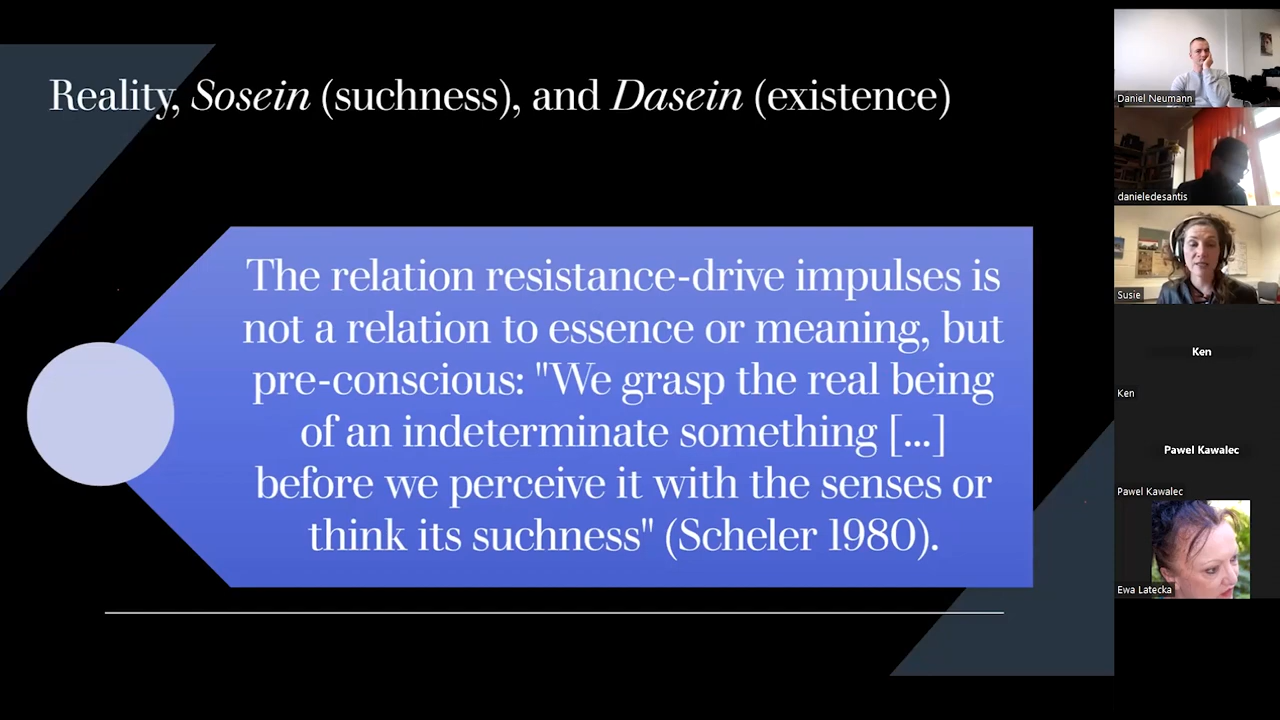 Reality, Sosein (suchness), and Dasein (existence)
The relation resistance-drive impulses is
not a relation to essence or meaning, but
pre-conscious: "We grasp the real being
of an indeterminate something [...]
before we perceive it with the senses or
think its suchness" (Scheler 1980).
Daniel Neumann
danieledesantis
Susie
Ken
Ken
Pawel Kawalec
Pawel Kawalec
Ewa Latecka